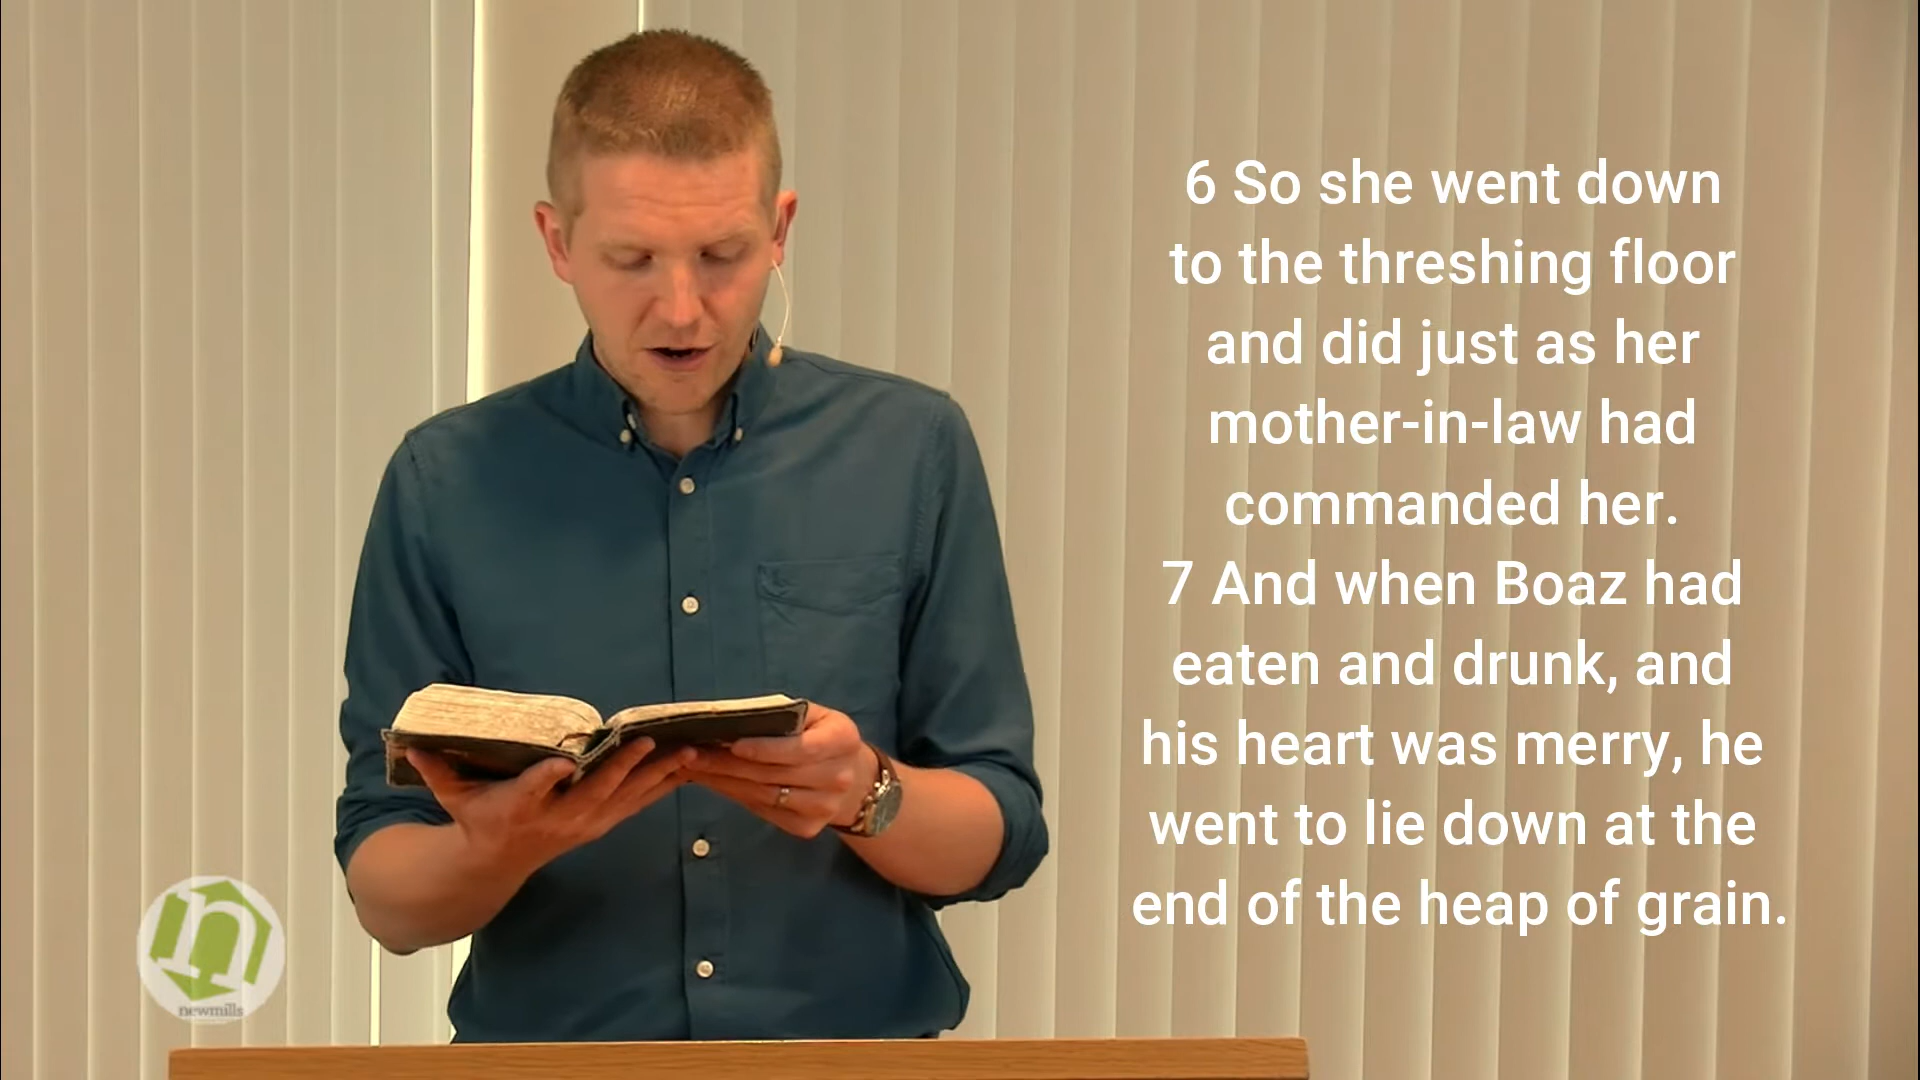 6 So she went down
to the threshing floor
and did just as her
mother-in-law had
commanded her.
7 And when Boaz had
eaten and drunk, and
his heart was merry, he
went to lie down at the
end of the heap of grain.
n
newmills